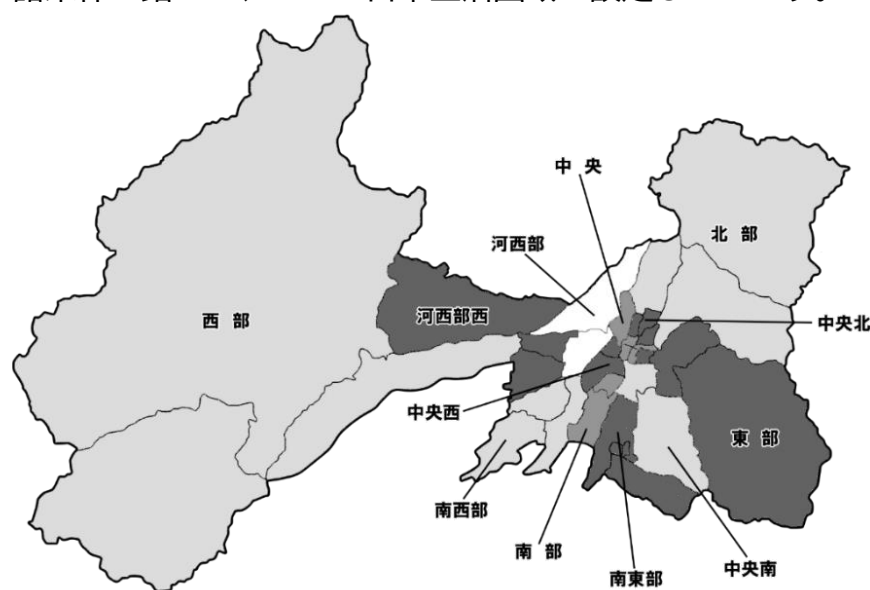 中 央
北 部
河西部
西 部
河西部西
中央北
中央西
東 部
南西部
南 部
南東部
中央南